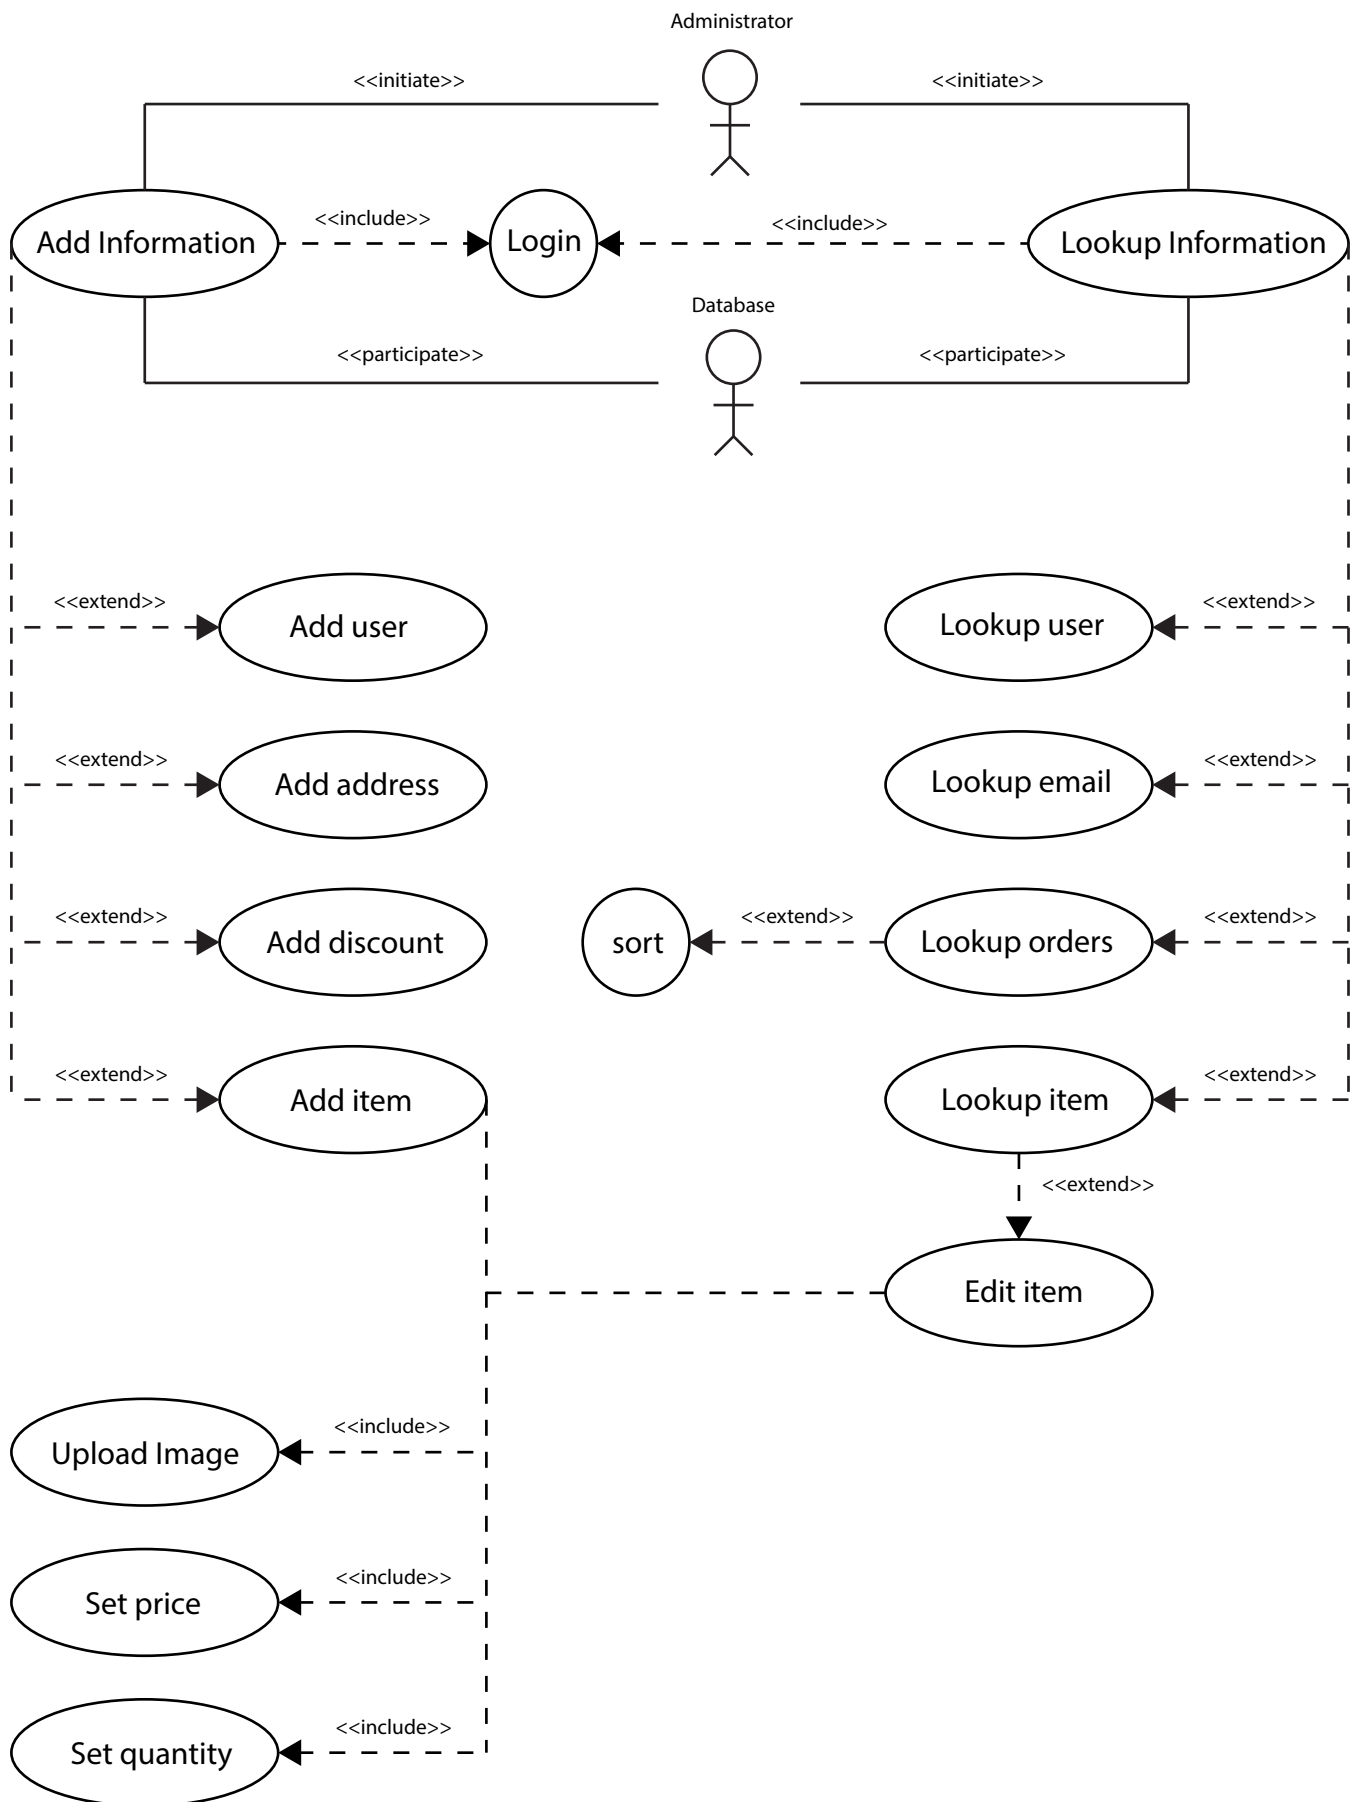 Administrator
<<initiate>>
<<initiate>>
<<include>>
<<include>>
Add Information
Login
Lookup Information
Database
<<participate>>
<<participate>>
<<extend>>
<<extend>>
Add user
Lookup user
<<extend>>
<<extend>>
Add address
Lookup email
<<extend>>
<<extend>>
<<extend>>
Add discount
sort
Lookup orders
<<extend>>
<<extend>>
Add item
Lookup item
<<extend>>
Edit item
<<include>>
Upload Image
<<include>>
Set price
<<include>>
Set quantity